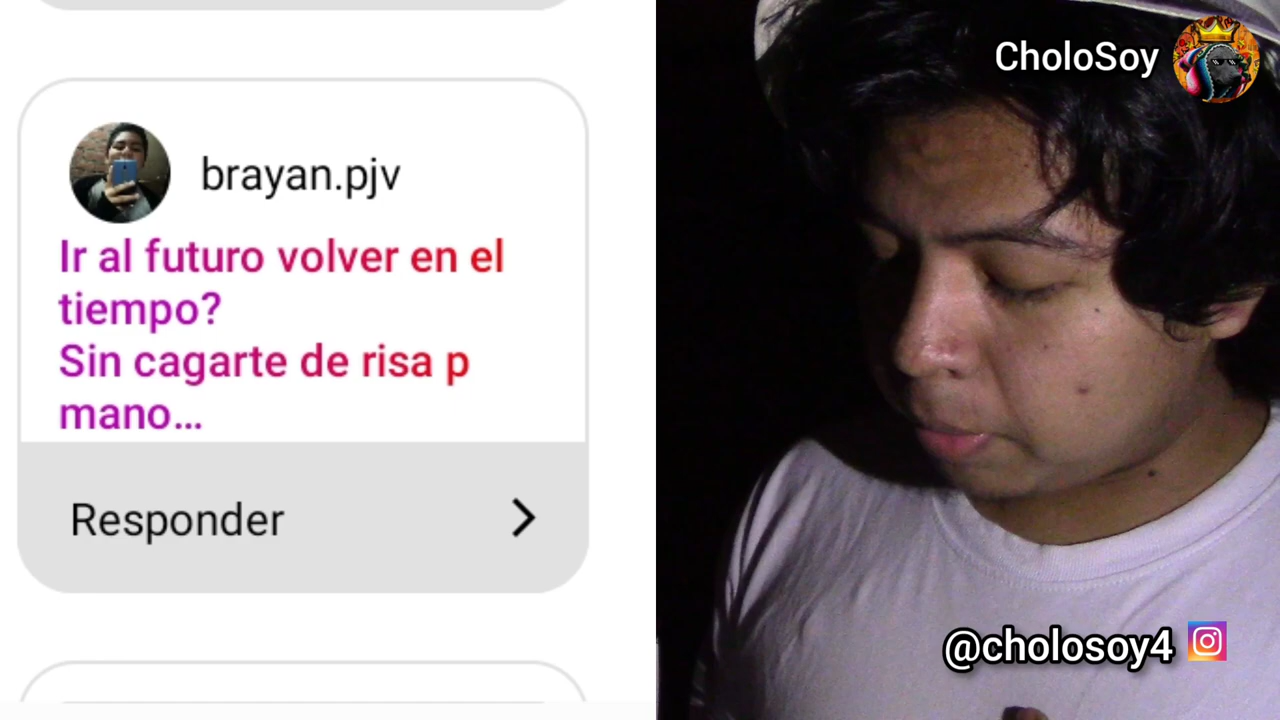 brayan.pjv
Ir al futuro volver en el
tiempo?
Sin cagarte de risa p
mano...
Responder
CholoSoy
@cholosoy4